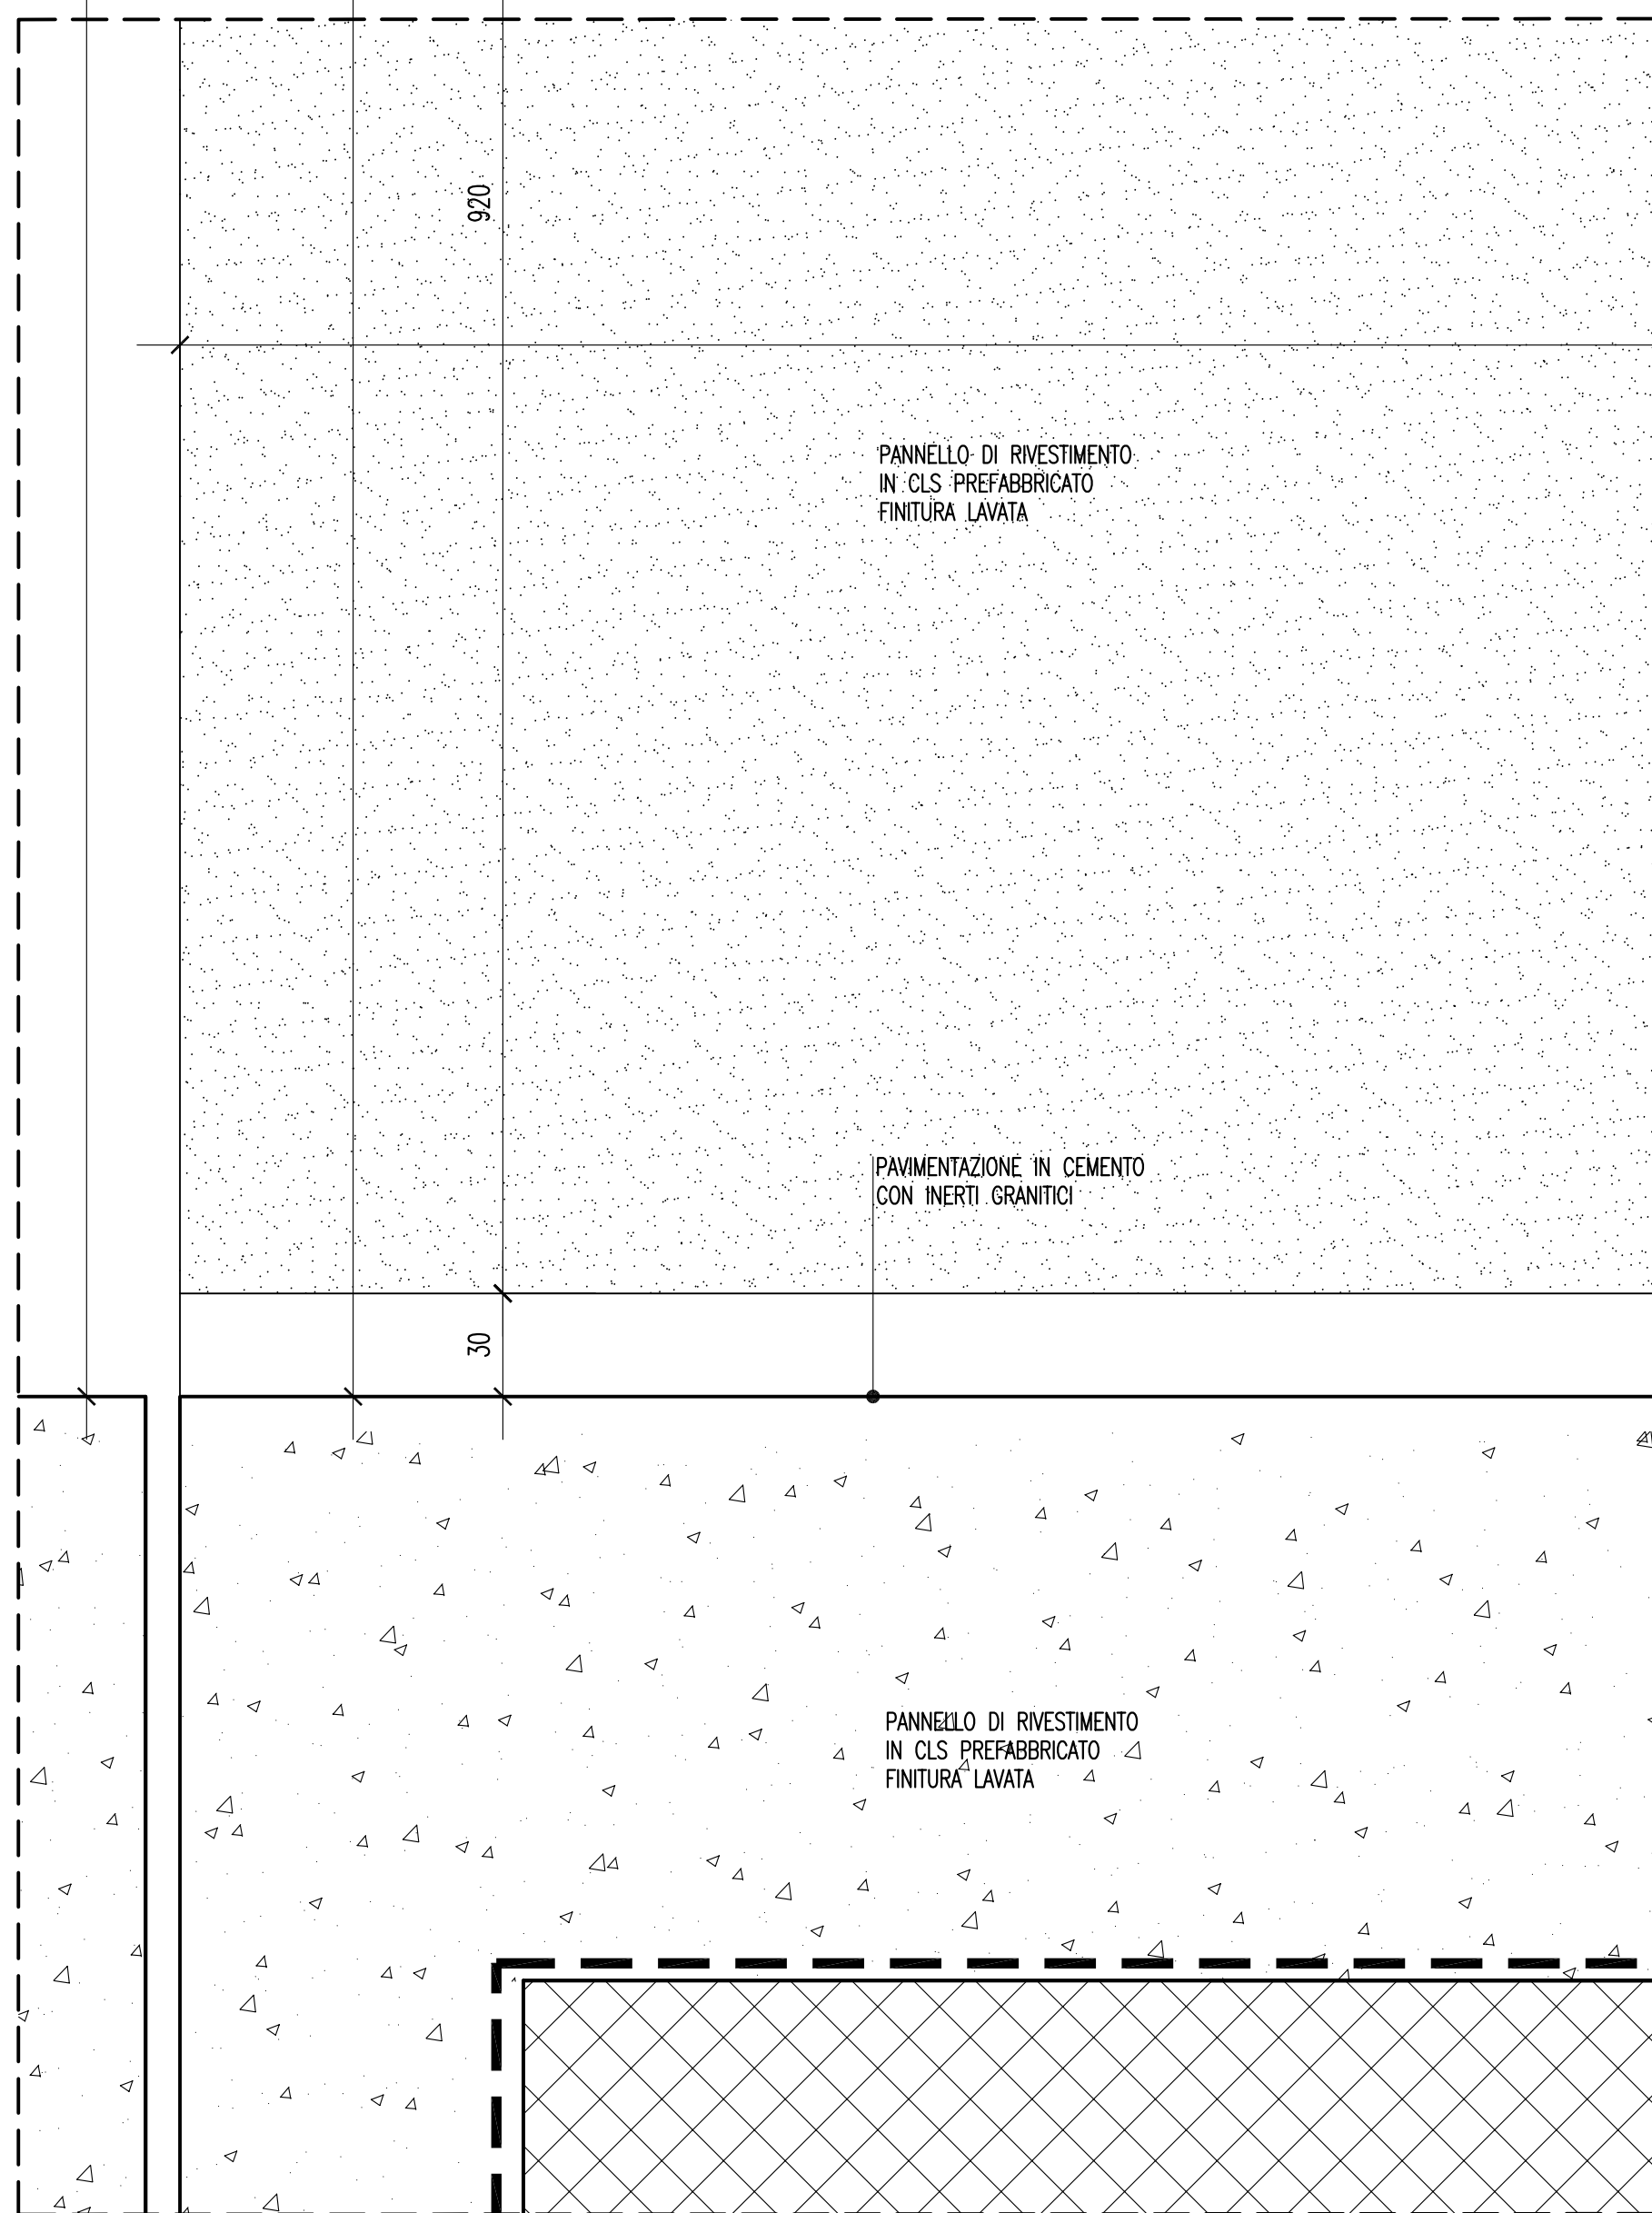 920
PANNELLO DI RIVESTIMENTO
IN CLS PREFABBRICATO
FINITURA LAVATA
PAVIMENTAZIONE IN CEMENTO
CON INERTI GRANITICI
30
PANNELLO DI RIVESTIMENTO
IN CLS PREFABBRICATO
FINITURA LAVATA